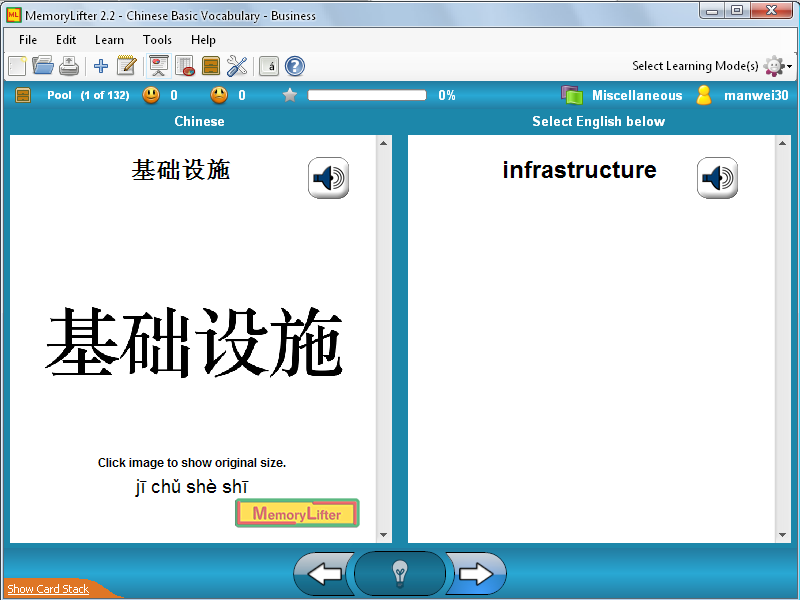 MemoryLifter 2.2 - Chinese Basic Vocabulary - Business
File Edit Learn Tools Help
á ? Select Learning Mode(s)
Pool (1 of 132) 0 0 0% Miscellaneous manwei30
Chinese
Select English below
基础设施
infrastructure
基础设施
Click image to show original size.
jī chǔ shè shī
MemoryLifter
Show Card Stack